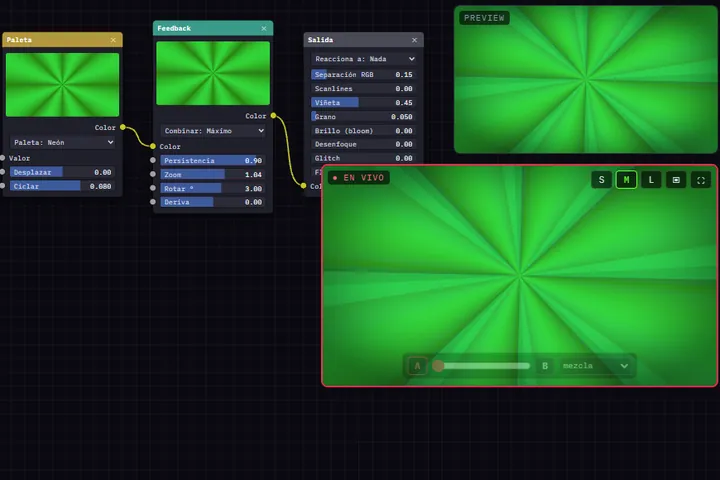 Paleta ×
Color
Paleta: Neón
Valor
Desplazar 0.00
Ciclar 0.080
Feedback ×
Color
Combinar: Máximo
Color
Persistencia 0.90
Zoom 1.04
Rotar ° 3.00
Deriva 0.00
Salida ×
Reacciona a: Nada
Separación RGB 0.15
Scanlines 0.00
Viñeta 0.45
Grano 0.050
Brillo (bloom) 0.00
Desenfoque 0.00
Glitch 0.00
PREVIEW
EN VIVO
S M L
A B mezcla